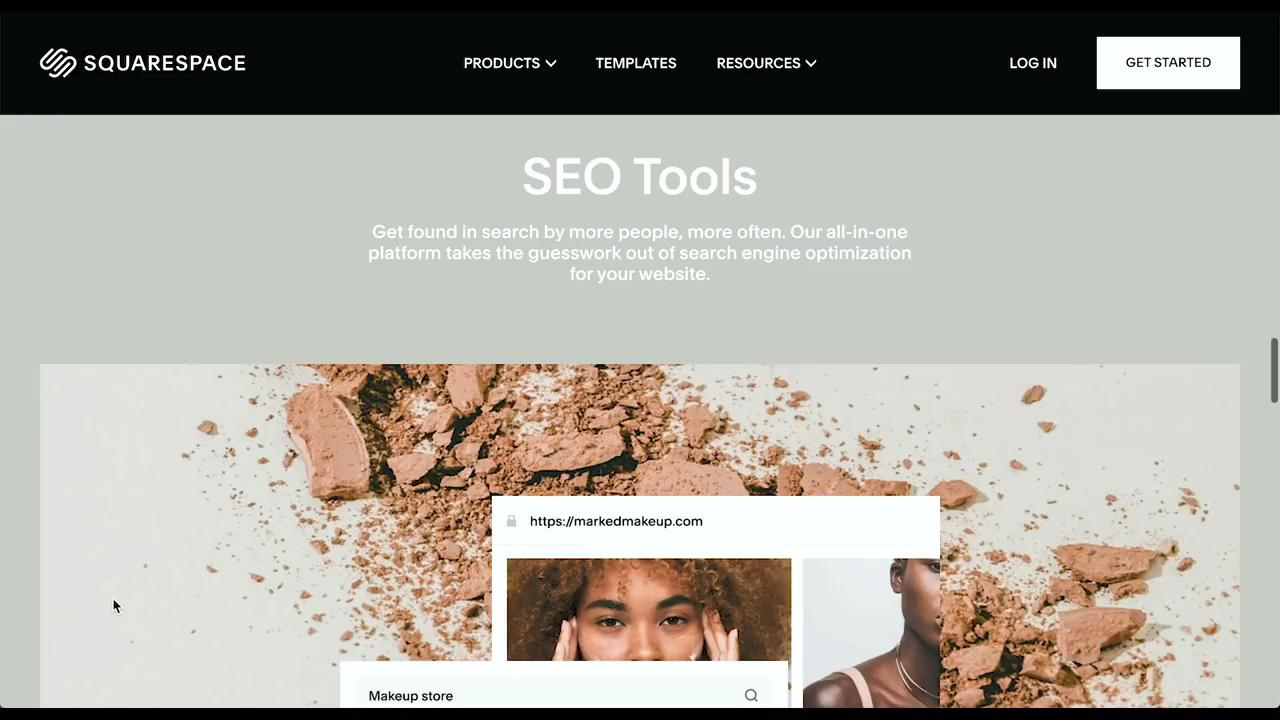 SQUARESPACE
PRODUCTS
TEMPLATES
RESOURCES
LOG IN
GET STARTED
SEO Tools
Get found in search by more people, more often. Our all-in-one
platform takes the guesswork out of search engine optimization
for your website.
https://markedmakeup.com
Makeup store